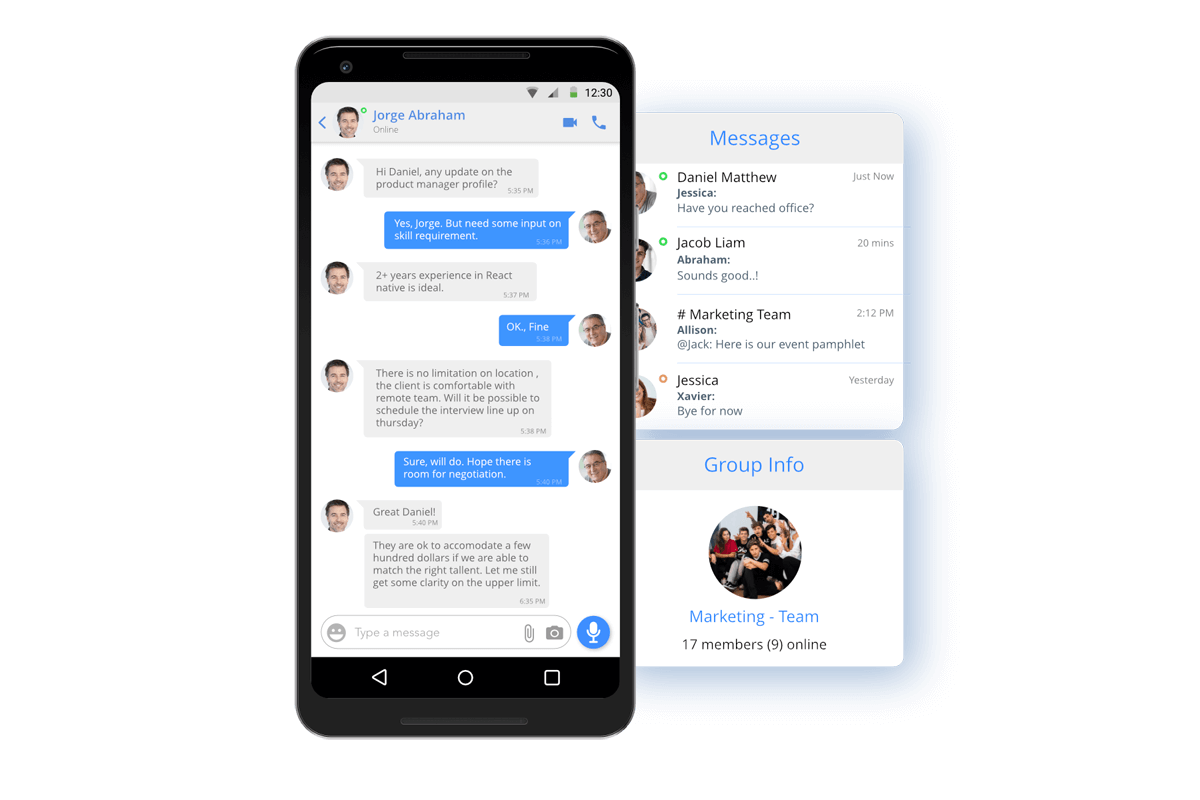 12:30
Jorge Abraham
Online
Hi Daniel, any update on the
product manager profile?
5:35 PM
Yes, Jorge. But need some input on
skill requirement.
5:36 PM
2+ years experience in React
native is ideal.
5:37 PM
OK., Fine
5:38 PM
There is no limitation on location ,
the client is comfortable with
remote team. Will it be possible to
schedule the interview line up on
thursday?
5:38 PM
Sure, will do. Hope there is
room for negotiation.
5:40 PM
Great Daniel!
5:40 PM
They are ok to accomodate a few
hundred dollars if we are able to
match the right tallent. Let me still
get some clarity on the upper limit.
6:35 PM
Type a message
Messages
Daniel Matthew
Just Now
Jessica:
Have you reached office?
Jacob Liam
20 mins
Abraham:
Sounds good..!
# Marketing Team
2:12 PM
Allison:
@Jack: Here is our event pamphlet
Jessica
Yesterday
Xavier:
Bye for now
Group Info
Marketing - Team
17 members (9) online